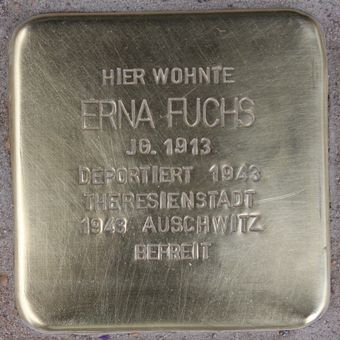 HIER WOHNTE
ERNA FUCHS
JG. 1913
DEPORTIERT 1943
THERESIENSTADT
1943 AUSCHWITZ
BEFREIT